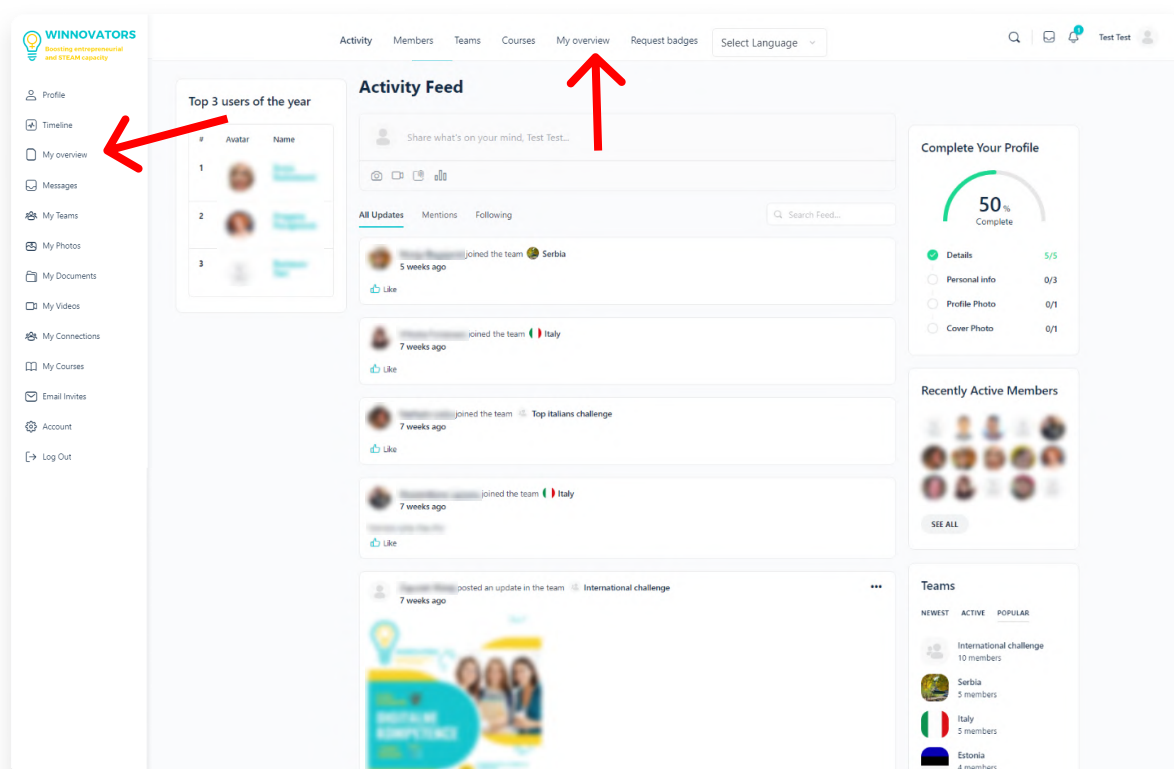 WINNOVATORS
Boosting entrepreneurial
and STEAM capacity
Activity Members Teams Courses My overview Request badges Select Language
1
Test Test
Profile
Timeline
My overview
Messages
My Teams
My Photos
My Documents
My Videos
My Connections
My Courses
Email Invites
Account
Log Out
Top 3 users of the year
# Avatar Name
1
2
3
Activity Feed
Share what's on your mind, Test Test...
All Updates Mentions Following
Search Feed...
joined the team Serbia
5 weeks ago
Like
joined the team Italy
7 weeks ago
Like
joined the team Top italians challenge
7 weeks ago
Like
joined the team Italy
7 weeks ago
Like
posted an update in the team International challenge
7 weeks ago
DIGITALNE
KOMPETENCE
Complete Your Profile
50 %
Complete
Details 5/5
Personal info 0/3
Profile Photo 0/1
Cover Photo 0/1
Recently Active Members
SEE ALL
Teams
NEWEST ACTIVE POPULAR
International challenge
10 members
Serbia
5 members
Italy
5 members
Estonia
4 members